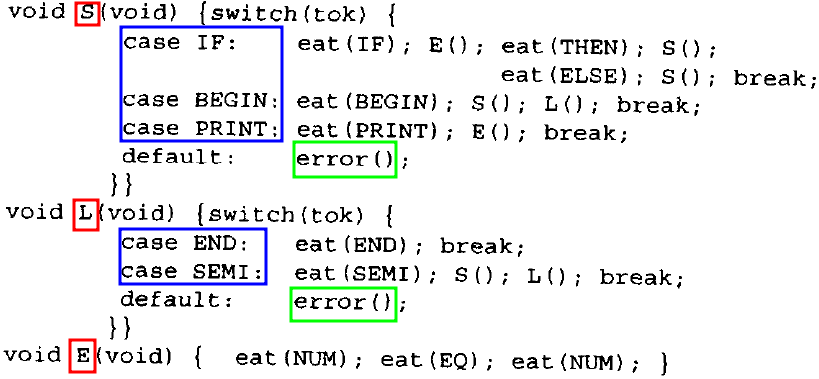 void S(void) {switch(tok) {
case IF: eat(IF); E(); eat(THEN); S();
eat(ELSE); S(); break;
case BEGIN: eat(BEGIN); S(); L(); break;
case PRINT: eat(PRINT); E(); break;
default: error();
}}
void L(void) {switch(tok) {
case END: eat(END); break;
case SEMI: eat(SEMI); S(); L(); break;
default: error();
}}
void E(void) { eat(NUM); eat(EQ); eat(NUM); }